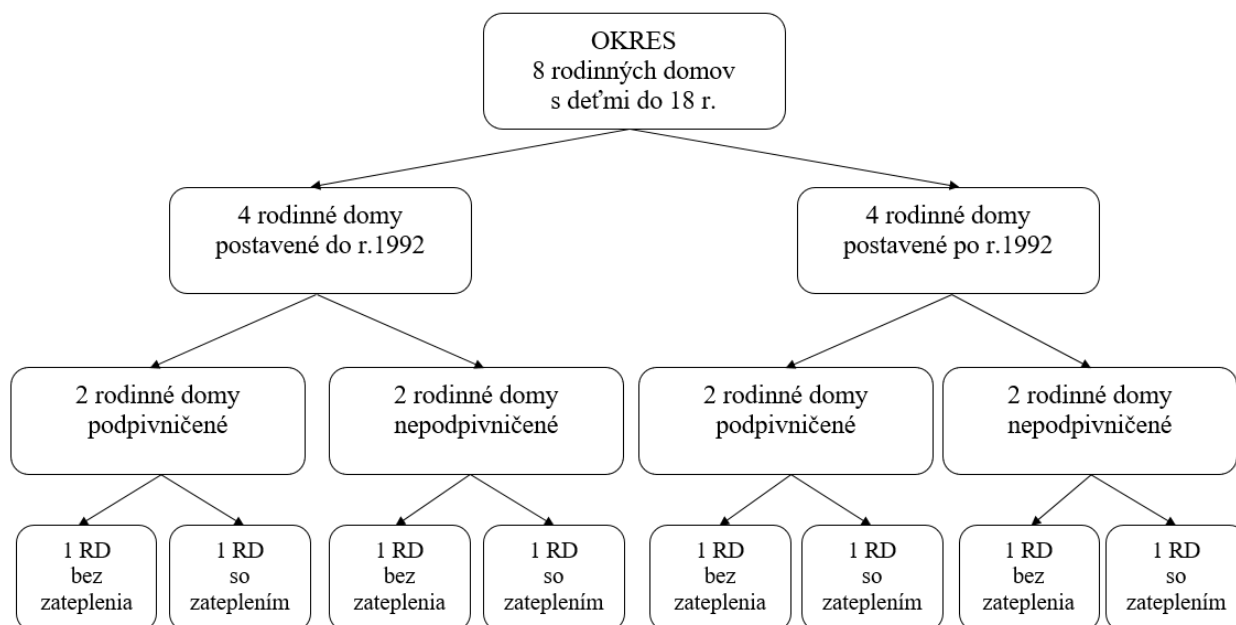 OKRES
8 rodinných domov
s deťmi do 18 r.
4 rodinné domy
postavené do r.1992
4 rodinné domy
postavené po r.1992
2 rodinné domy
podpivničené
2 rodinné domy
nepodpivničené
2 rodinné domy
podpivničené
2 rodinné domy
nepodpivničené
1 RD
bez
zateplenia
1 RD
so
zateplením
1 RD
bez
zateplenia
1 RD
so
zateplením
1 RD
bez
zateplenia
1 RD
so
zateplením
1 RD
bez
zateplenia
1 RD
so
zateplením